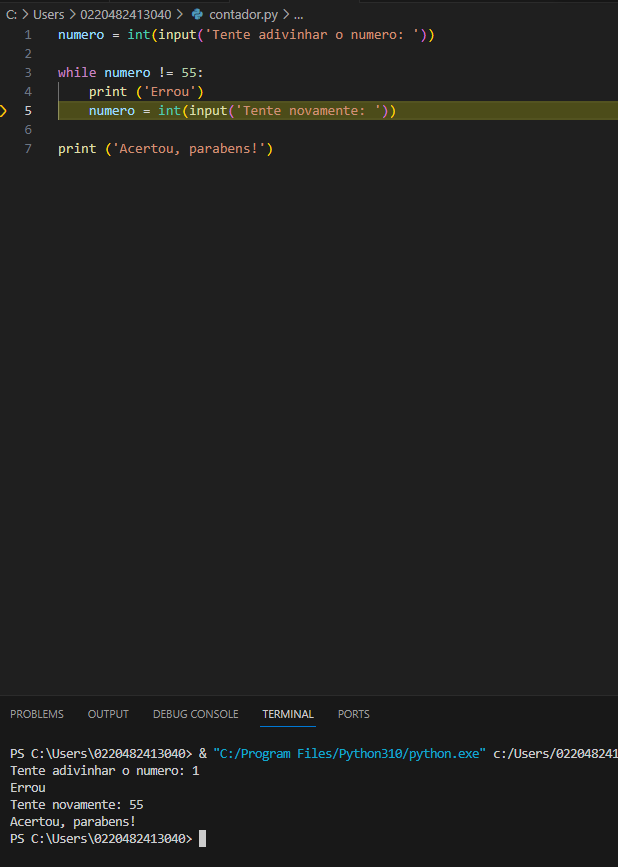 C: > Users > 0220482413040 > contador.py > ...
1 numero = int(input('Tente adivinhar o numero: '))
2
3 while numero != 55:
4 print ('Errou')
5 numero = int(input('Tente novamente: '))
6
7 print ('Acertou, parabens!')
PROBLEMS OUTPUT DEBUG CONSOLE TERMINAL PORTS
PS C:\Users\0220482413040> & "C:/Program Files/Python310/python.exe" c:/Users/022048241
Tente adivinhar o numero: 1
Errou
Tente novamente: 55
Acertou, parabens!
PS C:\Users\0220482413040>